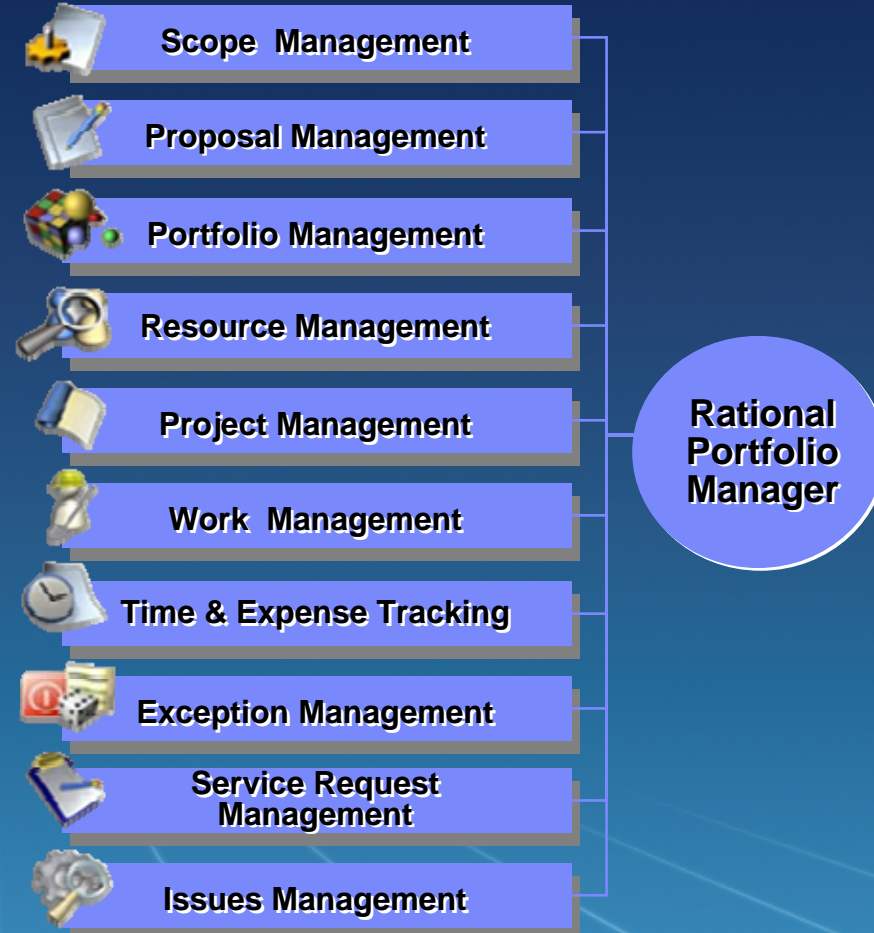 Scope  Management
Proposal Management
Portfolio Management
Resource Management
Project Management
Work  Management
Time & Expense Tracking
Exception Management
Service Request
Management
Issues Management
Rational
Portfolio
Manager